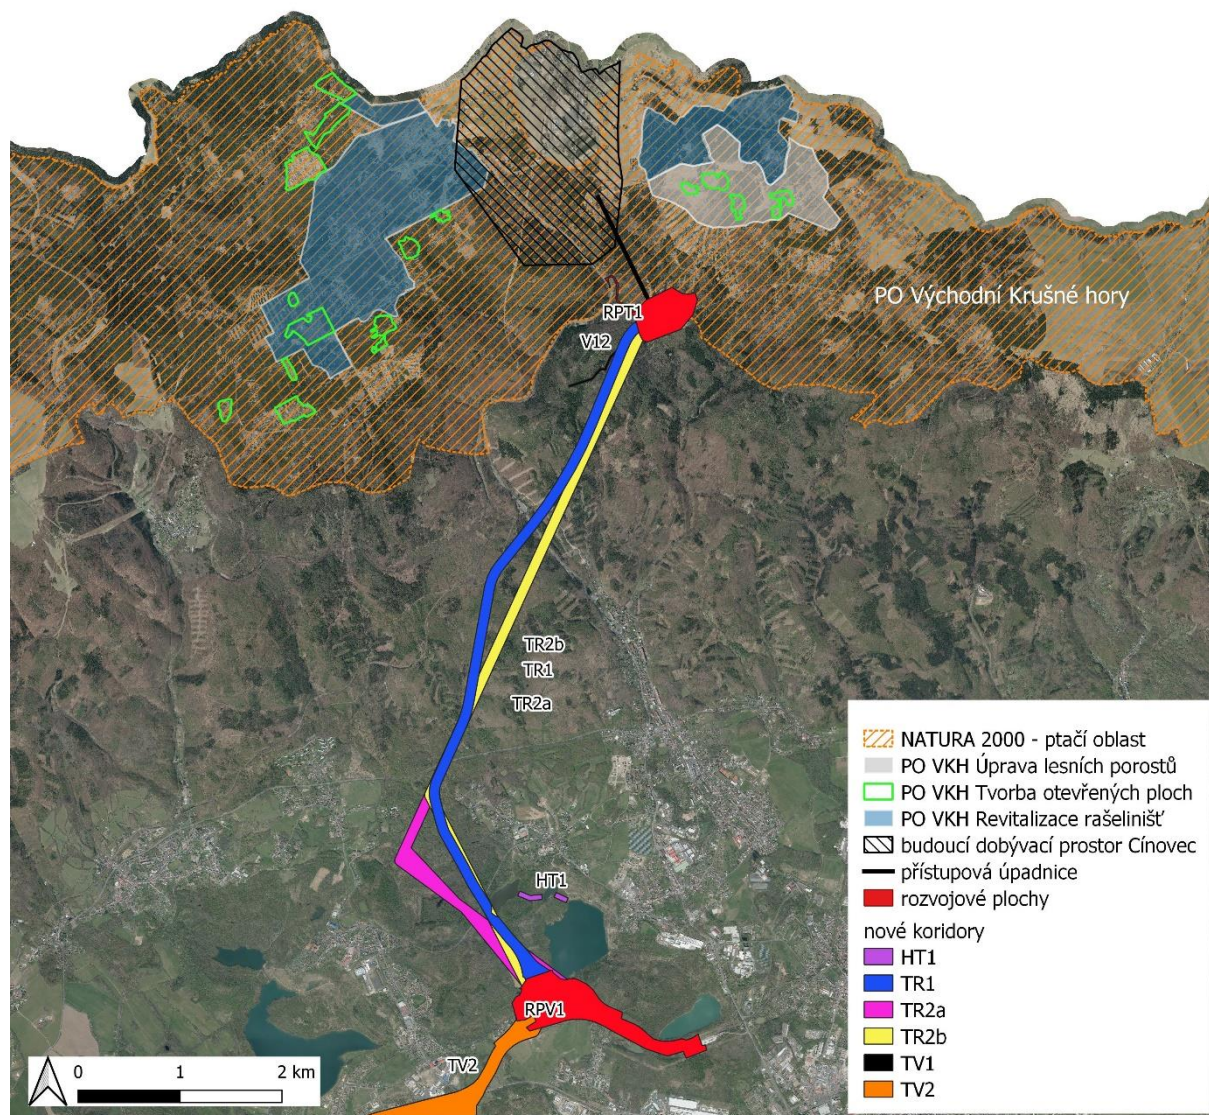 PO Východní Krušné hory
RPT1
V12
TR2b
TR1
TR2a
HT1
RPV1
TV2
0 1 2 km
NATURA 2000 - ptačí oblast
PO VKH Úprava lesních porostů
PO VKH Tvorba otevřených ploch
PO VKH Revitalizace rašelinišť
budoucí dobývací prostor Cínovec
přístupová úpadnice
rozvojové plochy
nové koridory
HT1
TR1
TR2a
TR2b
TV1
TV2